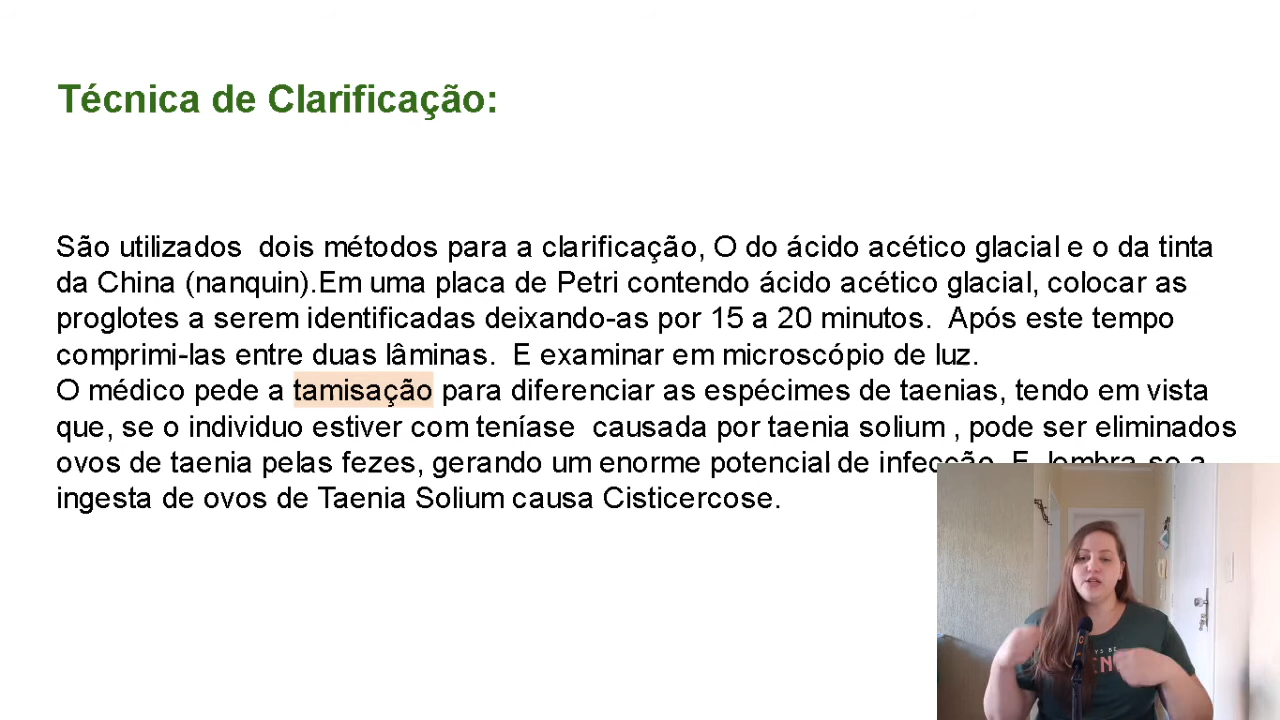 Técnica de Clarificação:
São utilizados dois métodos para a clarificação, O do ácido acético glacial e o da tinta
da China (nanquin).Em uma placa de Petri contendo ácido acético glacial, colocar as
proglotes a serem identificadas deixando-as por 15 a 20 minutos. Após este tempo
comprimi-las entre duas lâminas. E examinar em microscópio de luz.
O médico pede a tamisação para diferenciar as espécimes de taenias, tendo em vista
que, se o individuo estiver com teníase causada por taenia solium , pode ser eliminados
ovos de taenia pelas fezes, gerando um enorme potencial de infecção. E, lembra-se a
ingesta de ovos de Taenia Solium causa Cisticercose.